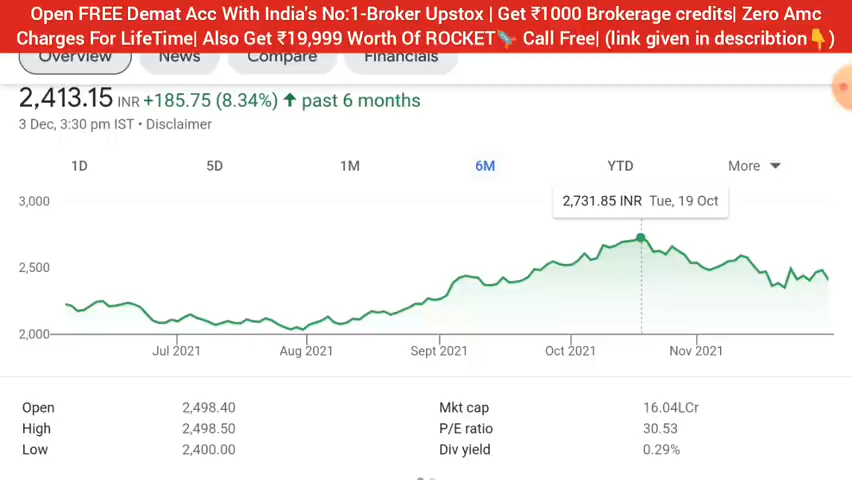 Open FREE Demat Acc With India's No:1-Broker Upstox | Get ₹1000 Brokerage credits| Zero Amc
Charges For LifeTime| Also Get ₹19,999 Worth Of ROCKET🚀 Call Free| (link given in describtion👇)
Overview News Compare Financials
2,413.15 INR +185.75 (8.34%) ↑ past 6 months
3 Dec, 3:30 pm IST • Disclaimer
1D 5D 1M 6M YTD More
2,731.85 INR Tue, 19 Oct
3,000
2,500
2,000
Jul 2021 Aug 2021 Sept 2021 Oct 2021 Nov 2021
Open 2,498.40 Mkt cap 16.04LCr
High 2,498.50 P/E ratio 30.53
Low 2,400.00 Div yield 0.29%